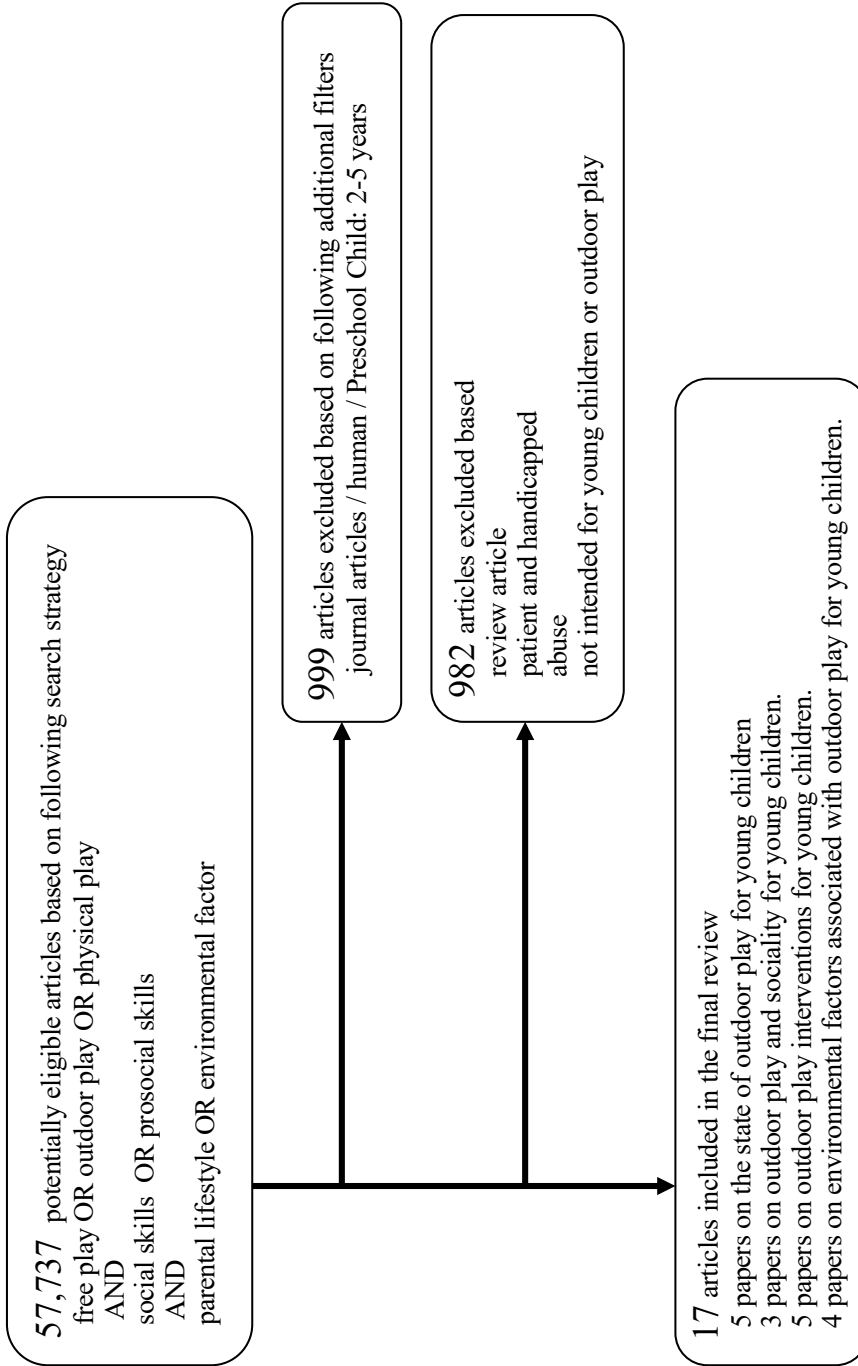 57,737 potentially eligible articles based on following search strategy
free play OR outdoor play OR physical play
AND
social skills OR prosocial skills
AND
parental lifestyle OR environmental factor
999 articles excluded based on following additional filters
journal articles / human / Preschool Child: 2-5 years
982 articles excluded based
review article
patient and handicapped
abuse
not intended for young children or outdoor play
17 articles included in the final review
5 papers on the state of outdoor play for young children
3 papers on outdoor play and sociality for young children.
5 papers on outdoor play interventions for young children.
4 papers on environmental factors associated with outdoor play for young children.